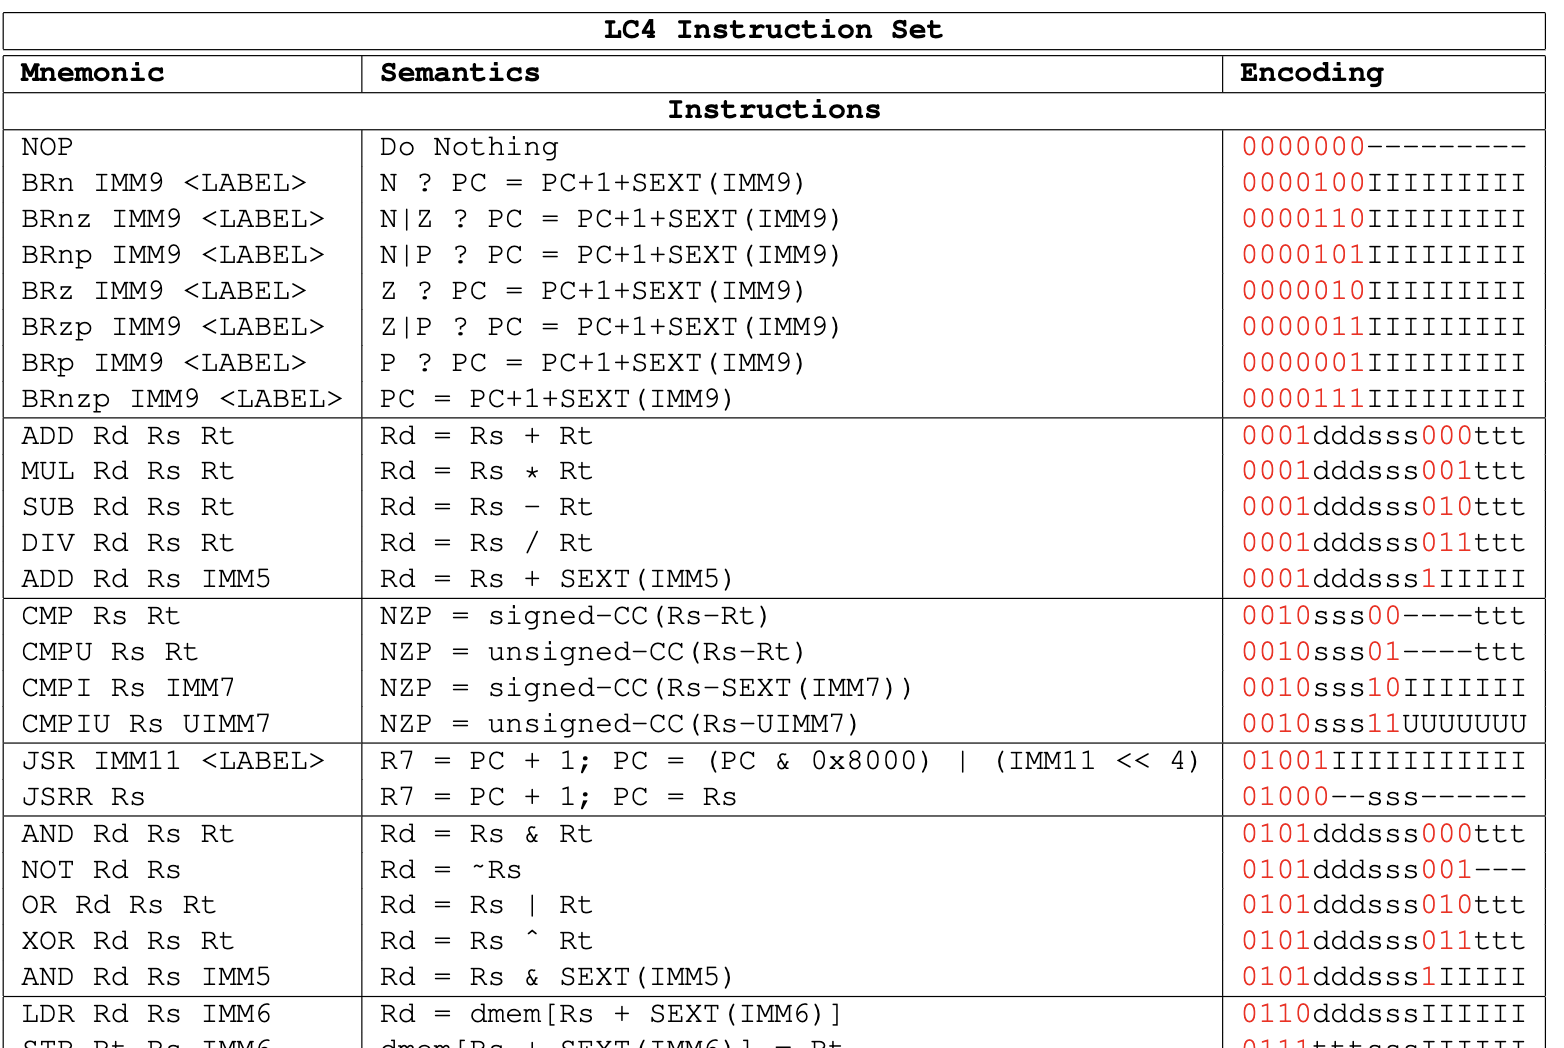 LC4 Instruction Set
Mnemonic Semantics Encoding
Instructions
NOP Do Nothing 0000000---------
BRn IMM9 <LABEL> N ? PC = PC+1+SEXT(IMM9) 0000100IIIIIIIII
BRnz IMM9 <LABEL> N|Z ? PC = PC+1+SEXT(IMM9) 0000110IIIIIIIII
BRnp IMM9 <LABEL> N|P ? PC = PC+1+SEXT(IMM9) 0000101IIIIIIIII
BRz IMM9 <LABEL> Z ? PC = PC+1+SEXT(IMM9) 0000010IIIIIIIII
BRzp IMM9 <LABEL> Z|P ? PC = PC+1+SEXT(IMM9) 0000011IIIIIIIII
BRp IMM9 <LABEL> P ? PC = PC+1+SEXT(IMM9) 0000001IIIIIIIII
BRnzp IMM9 <LABEL> PC = PC+1+SEXT(IMM9) 0000111IIIIIIIII
ADD Rd Rs Rt Rd = Rs + Rt 0001dddsss000ttt
MUL Rd Rs Rt Rd = Rs * Rt 0001dddsss001ttt
SUB Rd Rs Rt Rd = Rs - Rt 0001dddsss010ttt
DIV Rd Rs Rt Rd = Rs / Rt 0001dddsss011ttt
ADD Rd Rs IMM5 Rd = Rs + SEXT(IMM5) 0001dddsss1IIIII
CMP Rs Rt NZP = signed-CC(Rs-Rt) 0010sss00----ttt
CMPU Rs Rt NZP = unsigned-CC(Rs-Rt) 0010sss01----ttt
CMPI Rs IMM7 NZP = signed-CC(Rs-SEXT(IMM7)) 0010sss10IIIIIII
CMPIU Rs UIMM7 NZP = unsigned-CC(Rs-UIMM7) 0010sss11UUUUUUU
JSR IMM11 <LABEL> R7 = PC + 1; PC = (PC & 0x8000) | (IMM11 << 4) 01001IIIIIIIIIII
JSRR Rs R7 = PC + 1; PC = Rs 01000--sss------
AND Rd Rs Rt Rd = Rs & Rt 0101dddsss000ttt
NOT Rd Rs Rd = ~Rs 0101dddsss001---
OR Rd Rs Rt Rd = Rs | Rt 0101dddsss010ttt
XOR Rd Rs Rt Rd = Rs ^ Rt 0101dddsss011ttt
AND Rd Rs IMM5 Rd = Rs & SEXT(IMM5) 0101dddsss1IIIII
LDR Rd Rs IMM6 Rd = dmem[Rs + SEXT(IMM6)] 0110dddsssIIIIII
STR Rt Rs IMM6 dmem[Rs + SEXT(IMM6)] = Rt 0111tttsssIIIIII